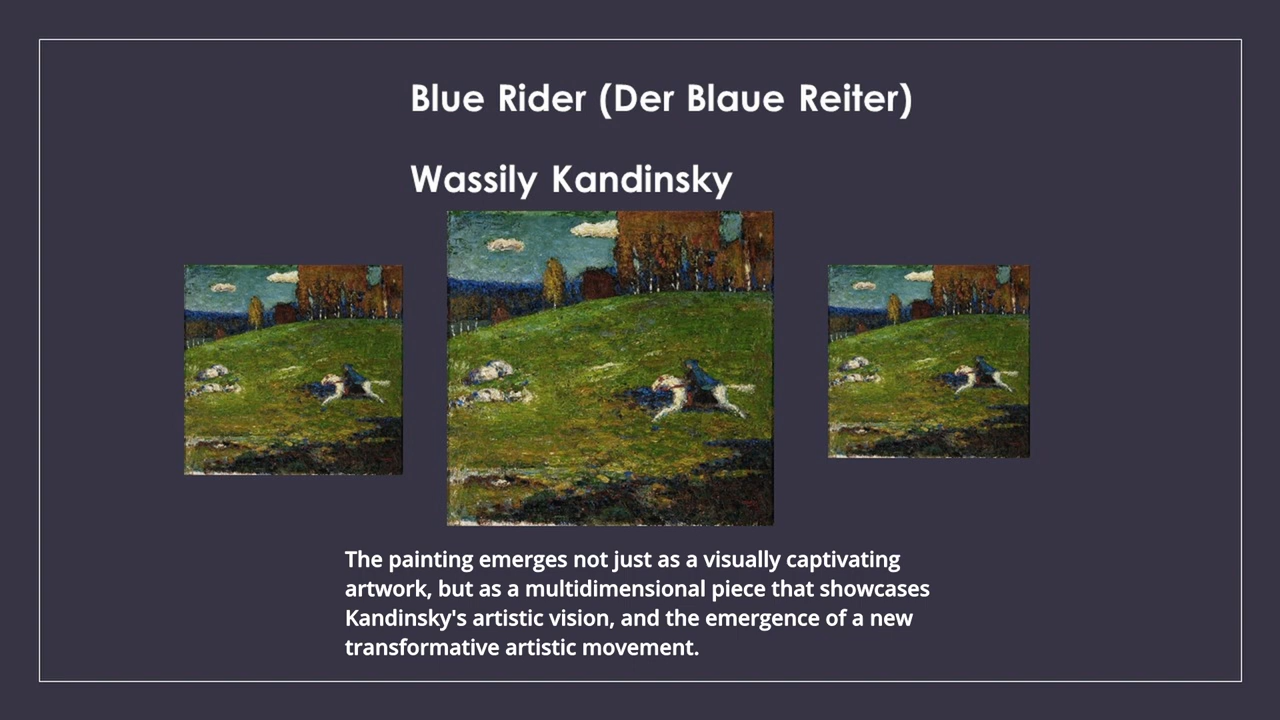 Blue Rider (Der Blaue Reiter)
Wassily Kandinsky
The painting emerges not just as a visually captivating
artwork, but as a multidimensional piece that showcases
Kandinsky's artistic vision, and the emergence of a new
transformative artistic movement.